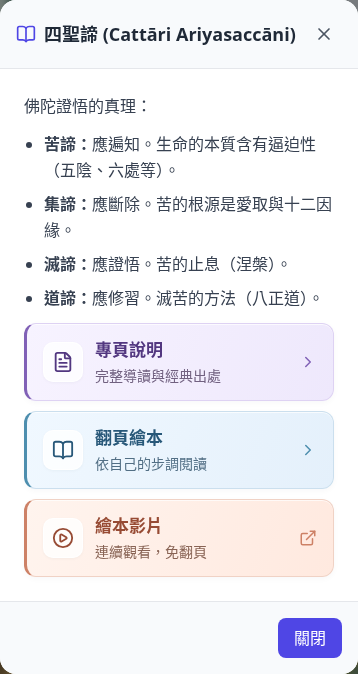 四聖諦 (Cattāri Ariyasaccāni)
佛陀證悟的真理：
苦諦：應遍知。生命的本質含有逼迫性
（五陰、六處等）。
集諦：應斷除。苦的根源是愛取與十二因
緣。
滅諦：應證悟。苦的止息（涅槃）。
道諦：應修習。滅苦的方法（八正道）。
專頁說明
完整導讀與經典出處
翻頁繪本
依自己的步調閱讀
繪本影片
連續觀看，免翻頁
關閉